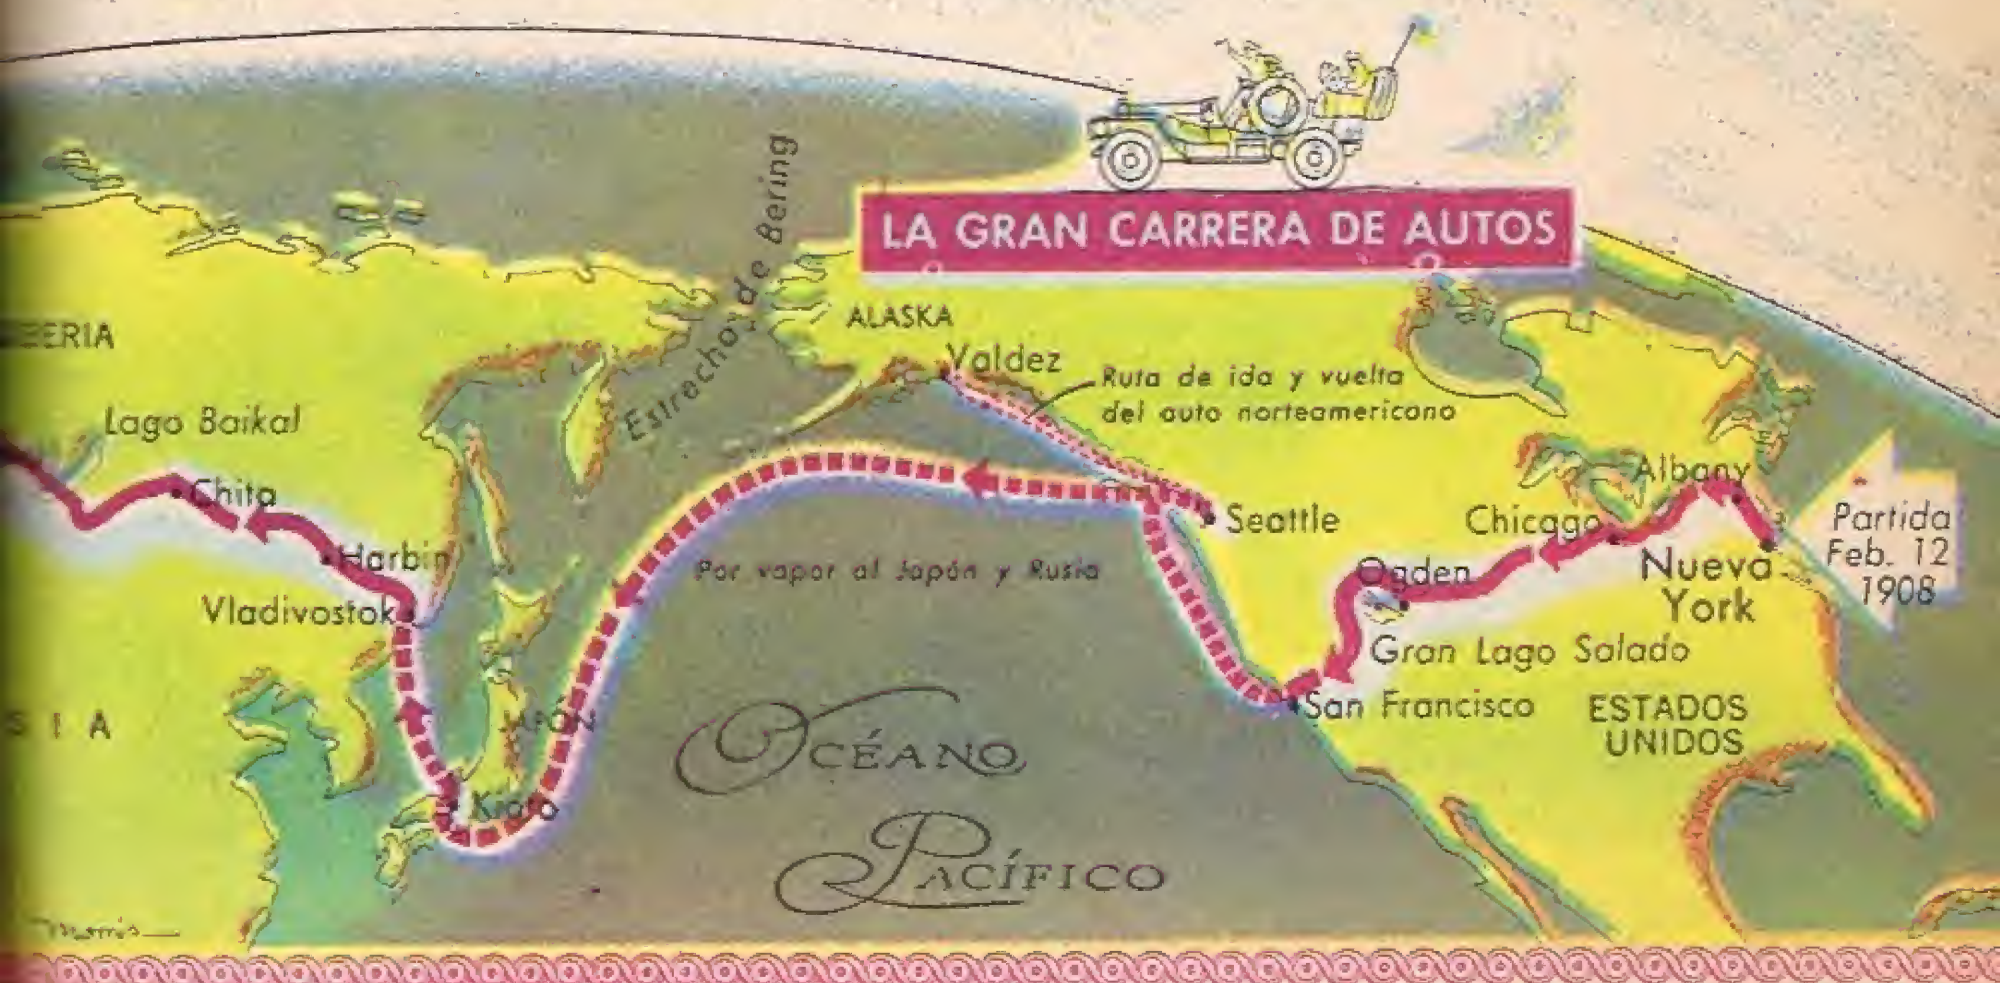 LA GRAN CARRERA DE AUTOS
Estrecho de Bering
ALASKA
Valdez
Ruta de ida y vuelta
del auto norteamericano
BERIA
Lago Baikal
Chita
Harbin
Vladivostok
Seattle
Chicago
Albany
Partida
Feb. 12
1908
Nueva
York
Ogden
Por vapor al Japón y Rusia
Gran Lago Salado
San Francisco
ESTADOS
UNIDOS
SIA
JAPÓN
Kioto
OCÉANO
PACÍFICO